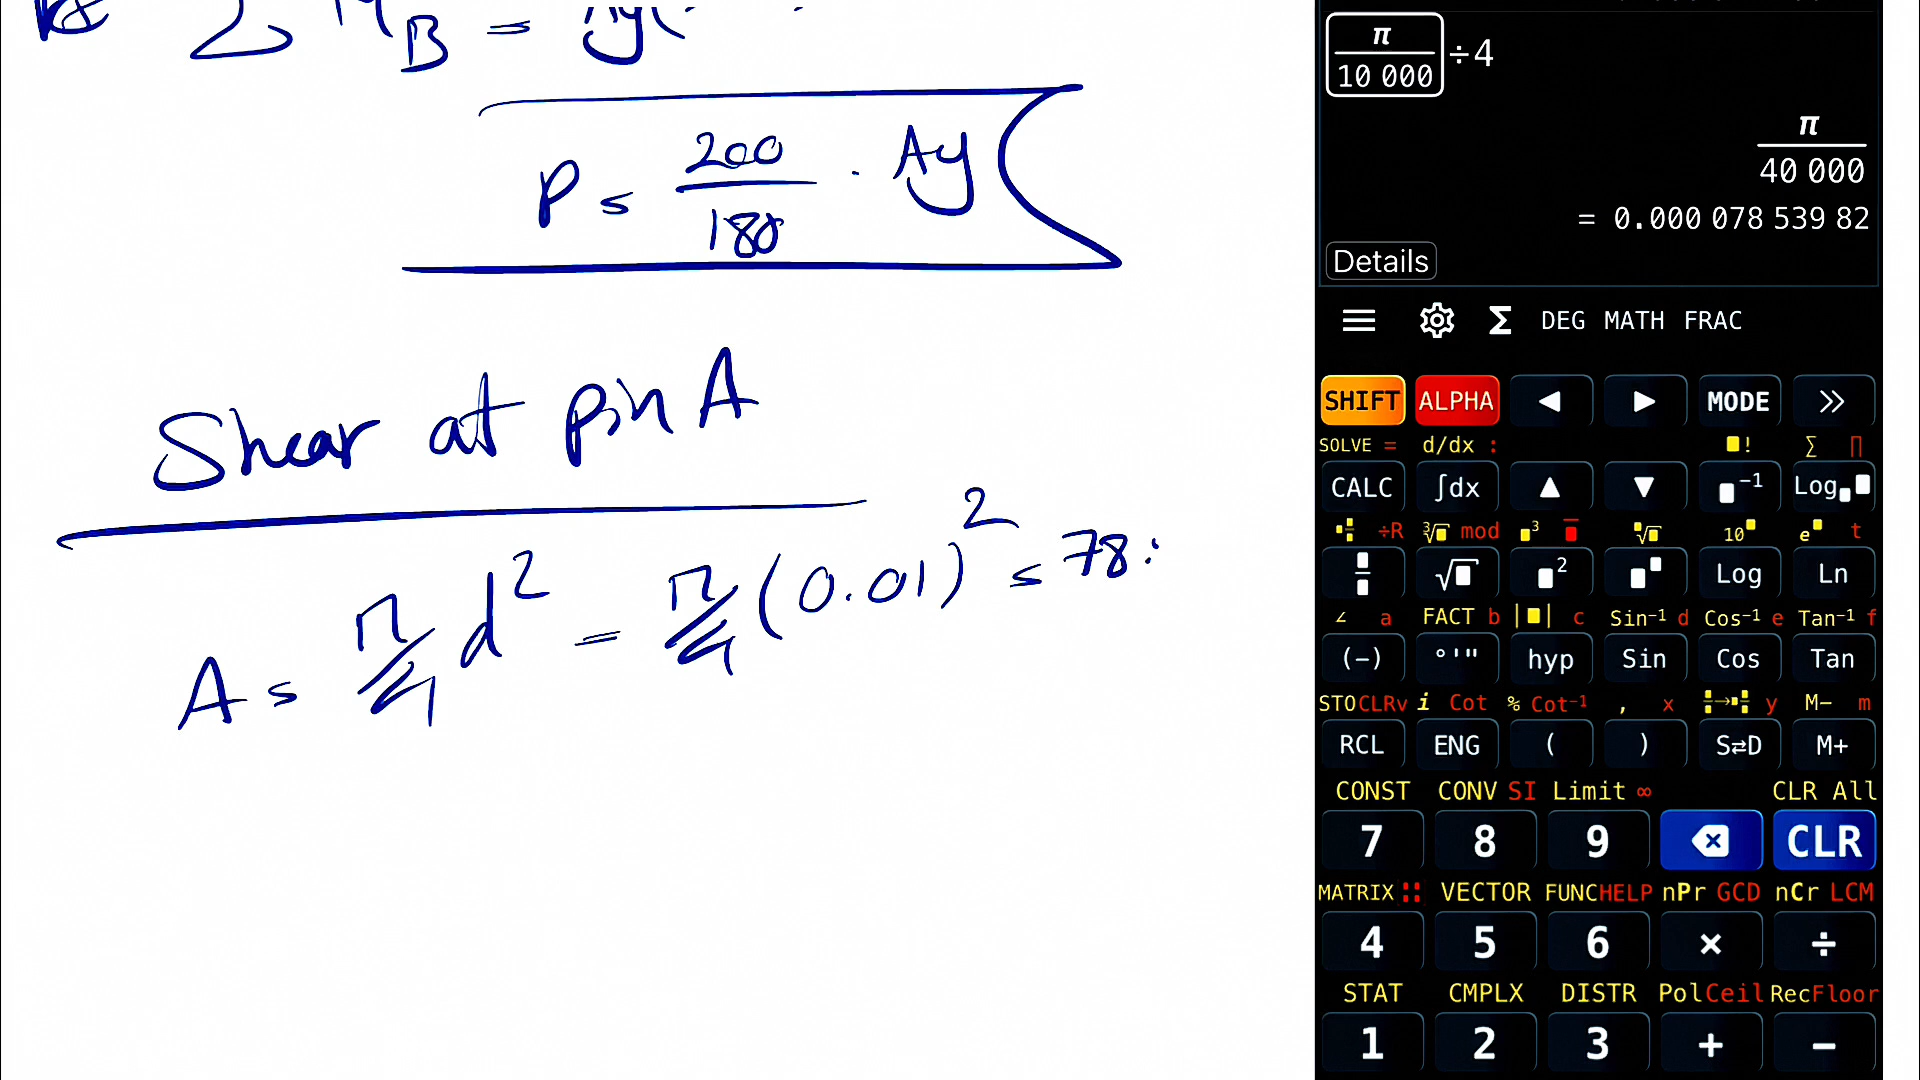 Σ M_B = Ay(
P = 200/180 · Ay
Shear at pin A
A = π/4 d² = π/4 (0.01)² = 78.
π/10 000 ÷4
π/40 000
= 0.000 078 539 82
Details
DEG MATH FRAC
SHIFT ALPHA ◀ ▶ MODE >>
SOLVE = d/dx : ! Σ ∏
CALC ∫dx ▲ ▼ ⁻¹ Log
÷R ∛ mod ³ √ 10 e t
√ ² Log Ln
∠ a FACT b | | c Sin⁻¹ d Cos⁻¹ e Tan⁻¹ f
(−) °'" hyp Sin Cos Tan
STO CLRv i Cot % Cot⁻¹ , x y M− m
RCL ENG ( ) S⇄D M+
CONST CONV SI Limit ∞ CLR All
7 8 9 CLR
MATRIX VECTOR FUNC HELP nPr GCD nCr LCM
4 5 6 × ÷
STAT CMPLX DISTR Pol Ceil Rec Floor
1 2 3 + −